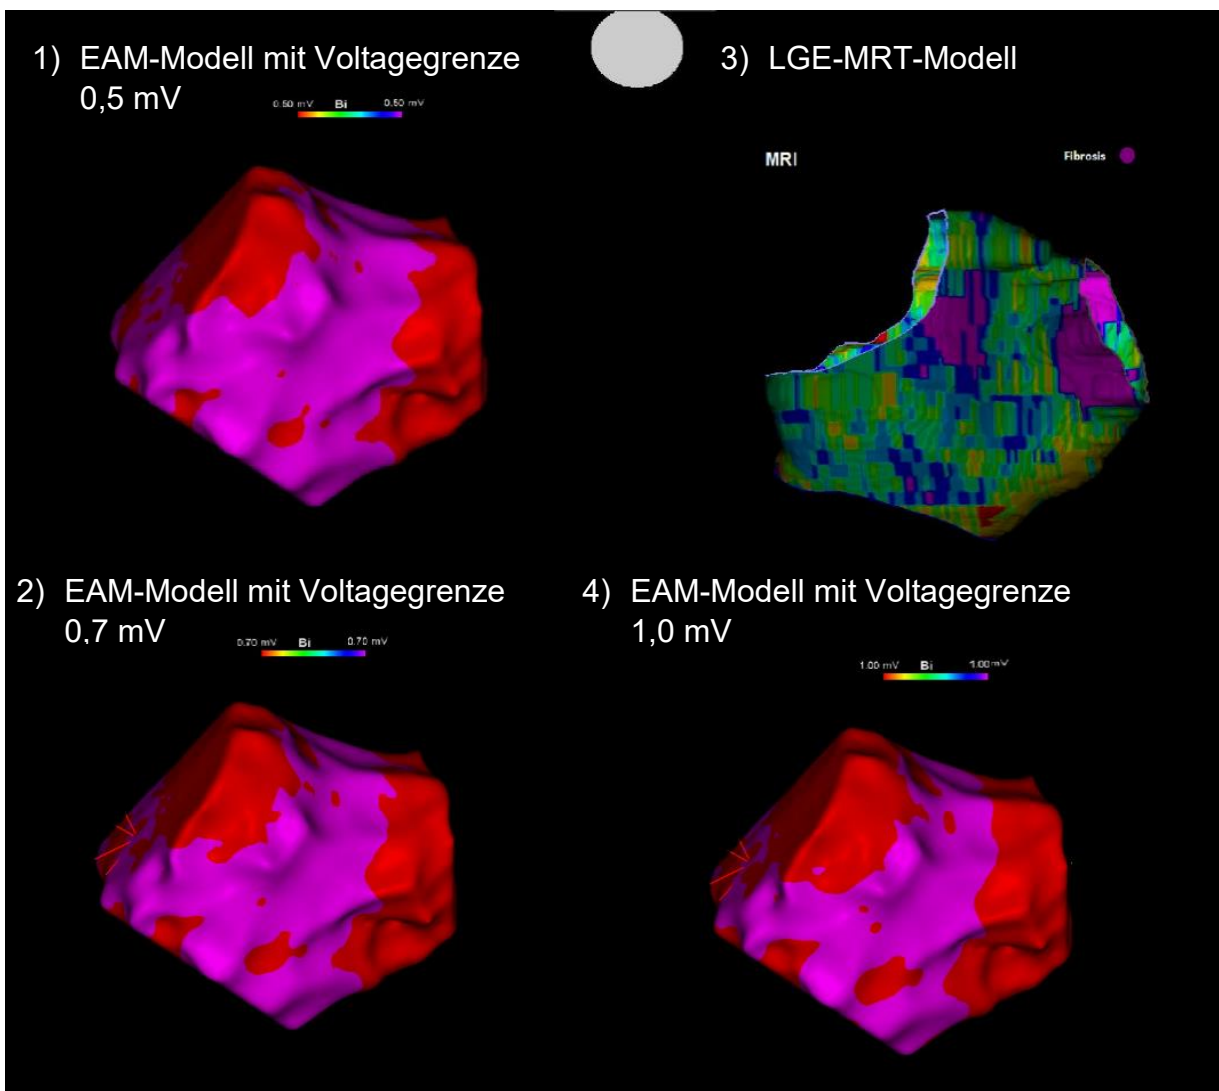 1) EAM-Modell mit Voltagegrenze
0,5 mV
0.50 mV Bi 0.50 mV
3) LGE-MRT-Modell
MRI
Fibrosis
2) EAM-Modell mit Voltagegrenze
0,7 mV
0.70 mV Bi 0.70 mV
4) EAM-Modell mit Voltagegrenze
1,0 mV
1.00 mV Bi 1.00 mV